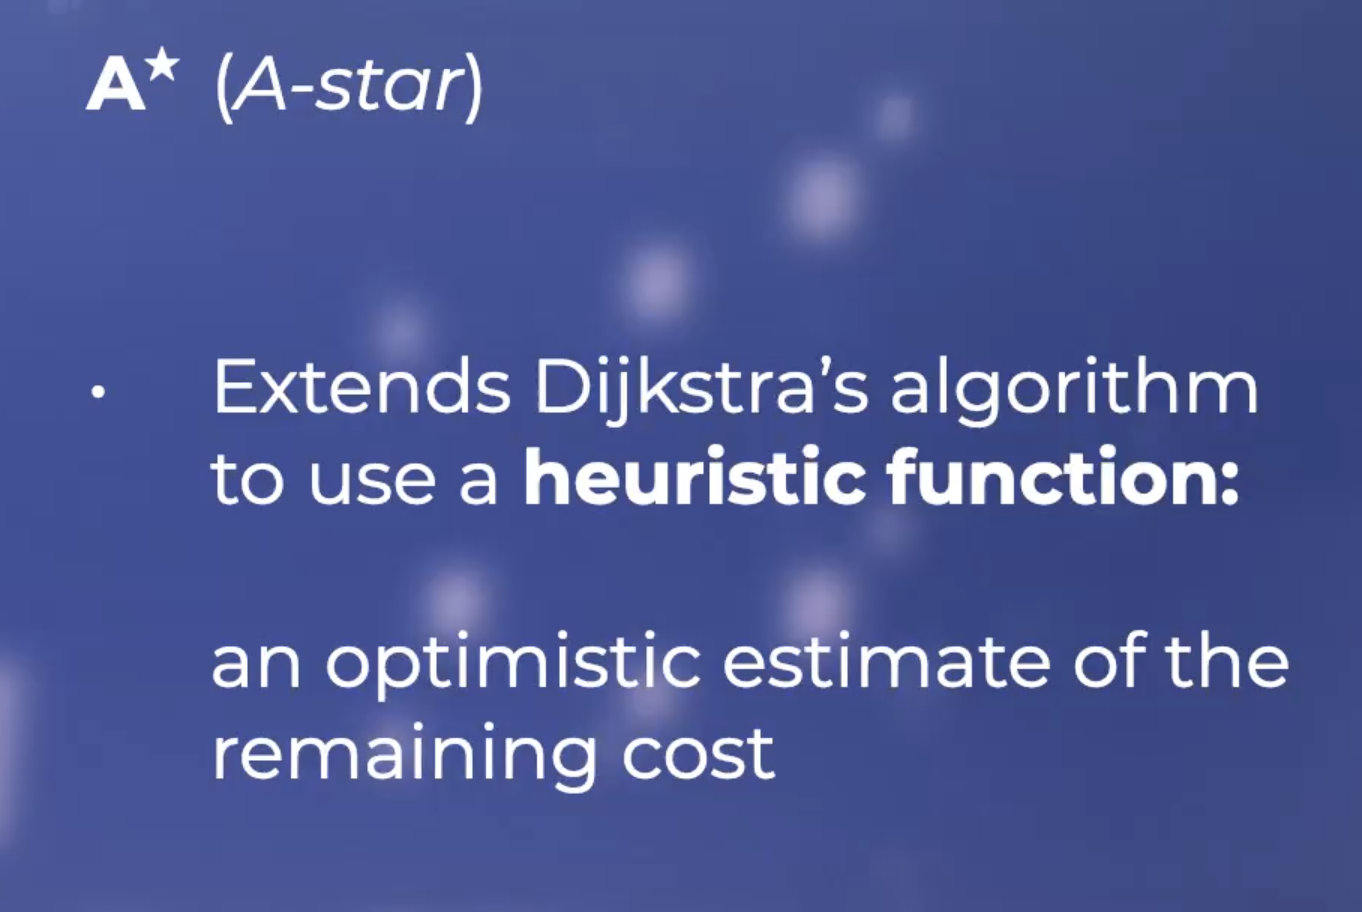 A★ (A-star)
• Extends Dijkstra’s algorithm
to use a heuristic function:
an optimistic estimate of the
remaining cost